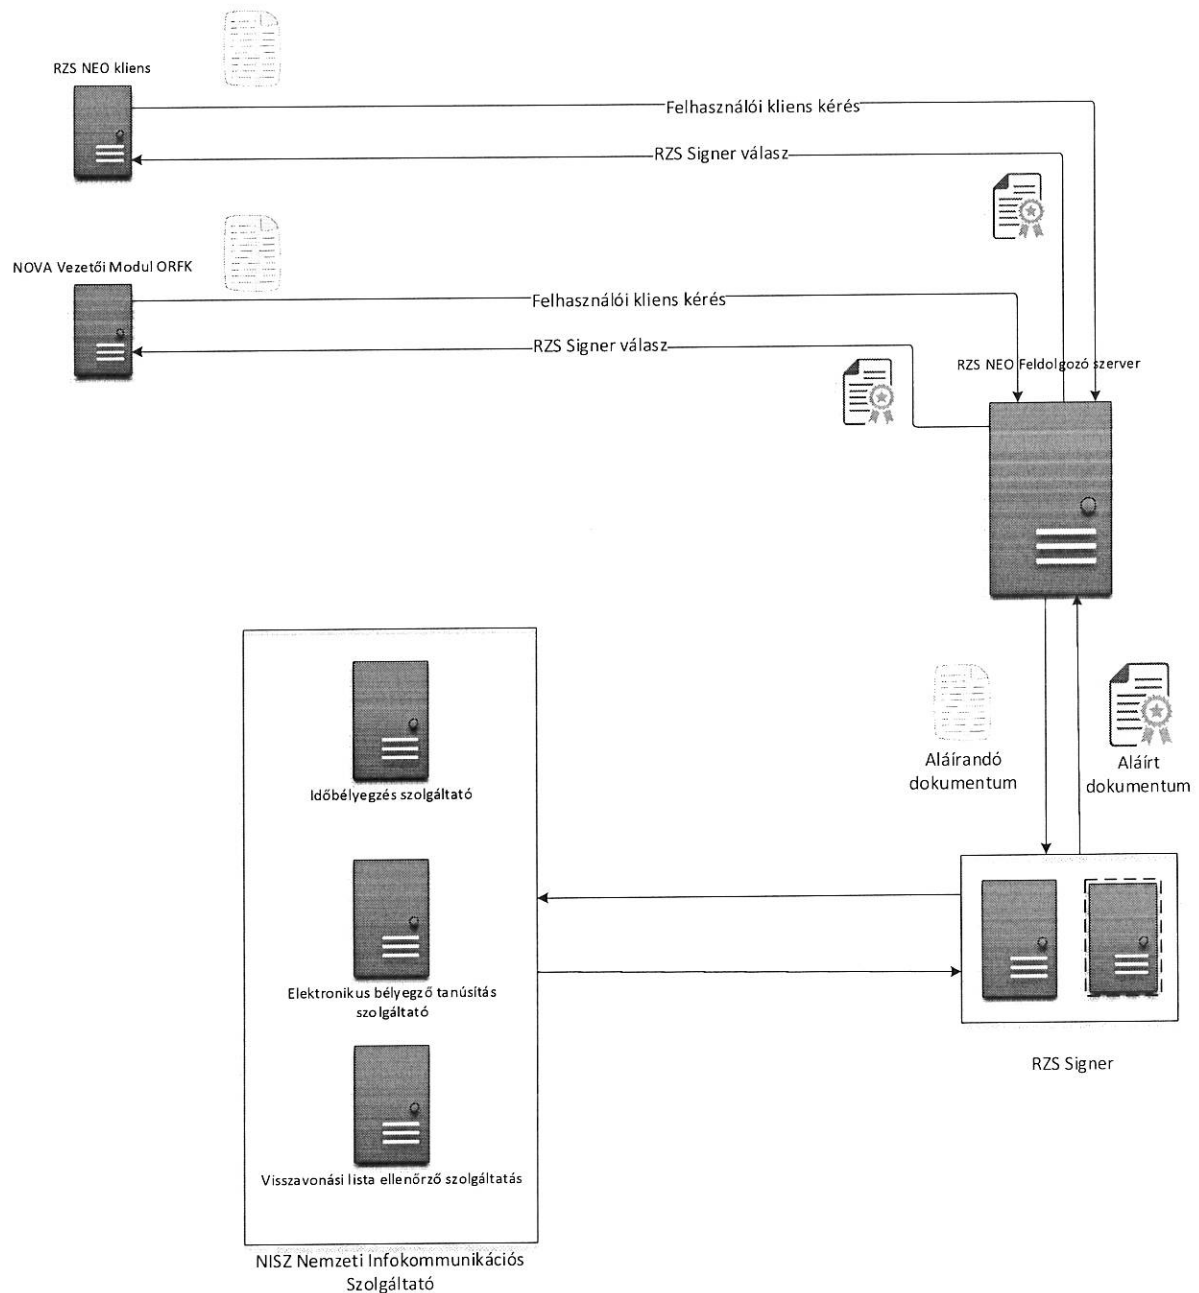 RZS NEO kliens
Felhasználói kliens kérés
RZS Signer válasz
NOVA Vezetői Modul ORFK
Felhasználói kliens kérés
RZS Signer válasz
RZS NEO Feldolgozó szerver
Aláírandó
dokumentum
Aláírt
dokumentum
Időbélyegzés szolgáltató
Elektronikus bélyegző tanúsítás
szolgáltató
Visszavonási lista ellenőrző szolgáltatás
RZS Signer
NISZ Nemzeti Infokommunikációs
Szolgáltató